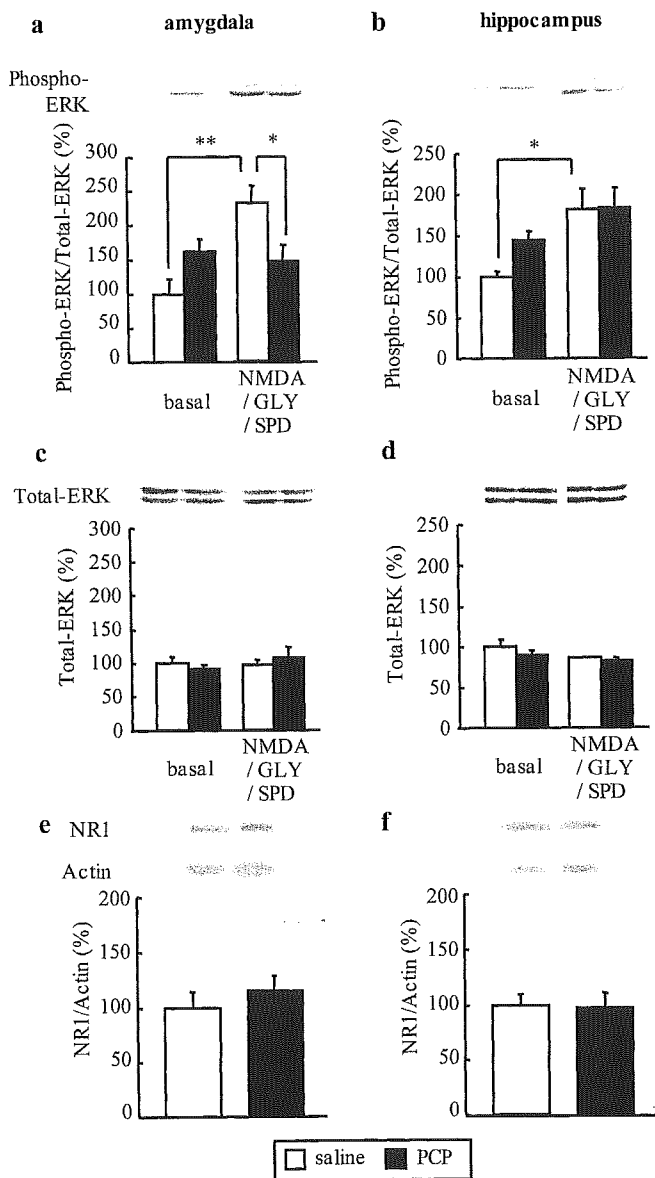 a amygdala
b hippocampus
Phospho-
ERK
Phospho-ERK/Total-ERK (%)
300
250
200
150
100
50
0
** *
basal
NMDA
/ GLY
/ SPD
Phospho-ERK/Total-ERK (%)
250
200
150
100
50
0
*
basal
NMDA
/ GLY
/ SPD
c
Total-ERK
Total-ERK (%)
300
250
200
150
100
50
0
basal
NMDA
/ GLY
/ SPD
d
Total-ERK (%)
250
200
150
100
50
0
basal
NMDA
/ GLY
/ SPD
e
NR1
Actin
NR1/Actin (%)
200
150
100
50
0
f
NR1/Actin (%)
200
150
100
50
0
saline PCP